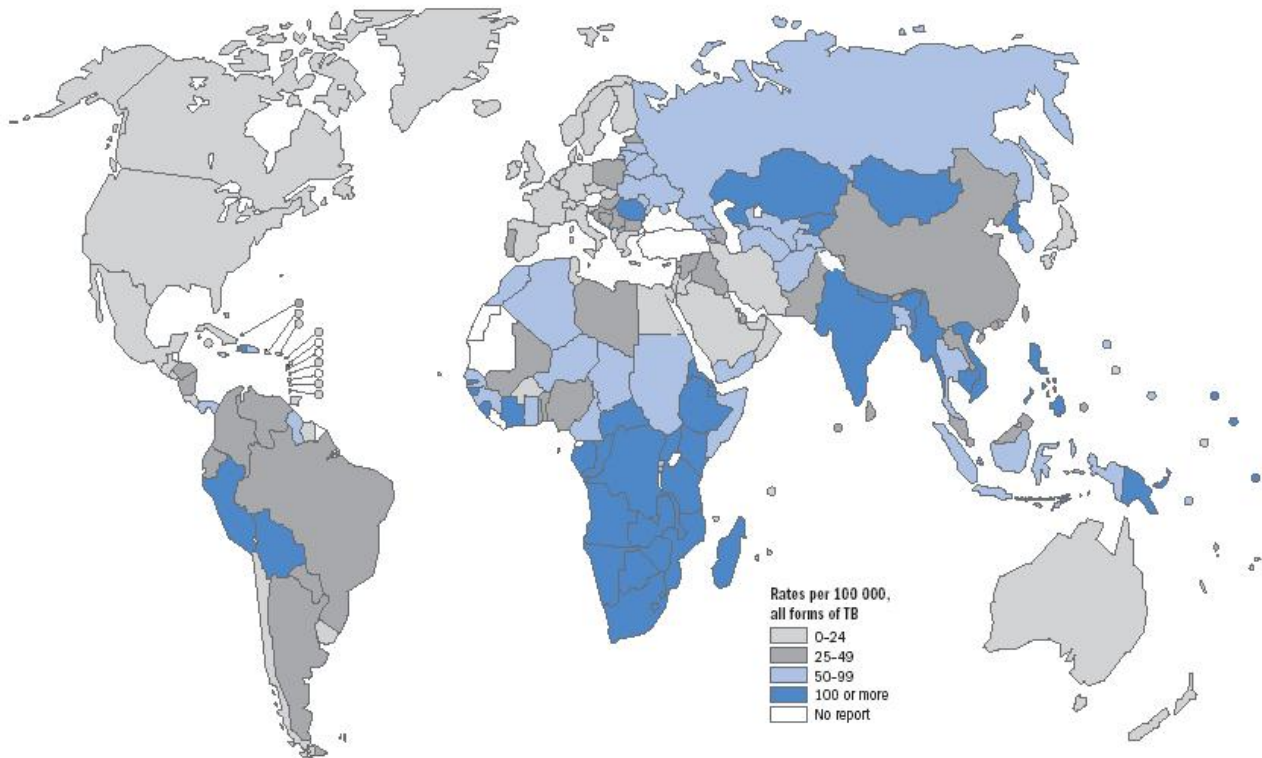 Rates per 100 000,
all forms of TB
0–24
25–49
50–99
100 or more
No report